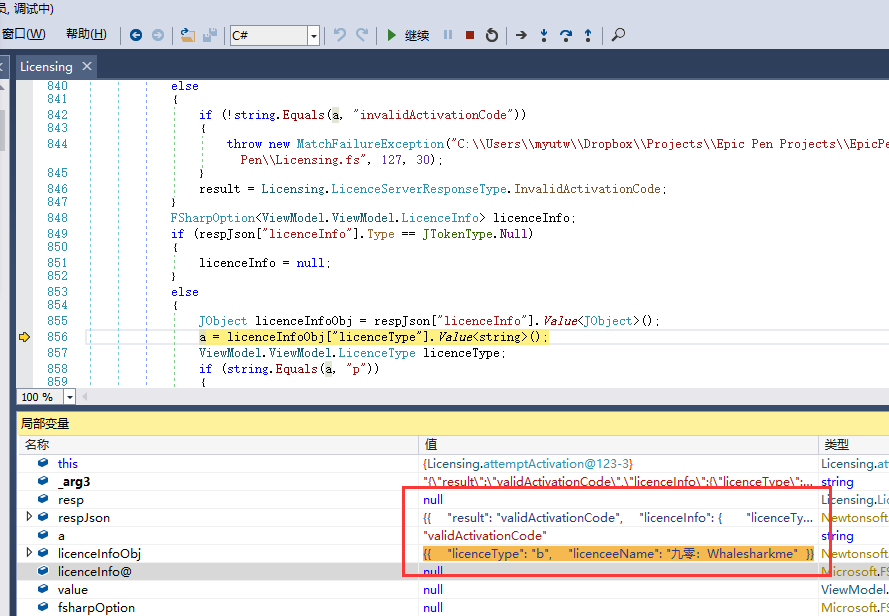 员, 调试中)
窗口(W) 帮助(H)
C# 继续
Licensing
840 else
841 {
842 if (!string.Equals(a, "invalidActivationCode"))
843 {
844 throw new MatchFailureException("C:\\Users\\myutw\\Dropbox\\Projects\\Epic Pen Projects\\EpicPe
Pen\\Licensing.fs", 127, 30);
845 }
846 result = Licensing.LicenceServerResponseType.InvalidActivationCode;
847 }
848 FSharpOption<ViewModel.ViewModel.LicenceInfo> licenceInfo;
849 if (respJson["licenceInfo"].Type == JTokenType.Null)
850 {
851 licenceInfo = null;
852 }
853 else
854 {
855 JObject licenceInfoObj = respJson["licenceInfo"].Value<JObject>();
856 a = licenceInfoObj["licenceType"].Value<string>();
857 ViewModel.ViewModel.LicenceType licenceType;
858 if (string.Equals(a, "p"))
859 {
100 %
局部变量
名称 值 类型
this {Licensing.attemptActivation@123-3} Licensing.at
_arg3 "{\"result\":\"validActivationCode\",\"licenceInfo\":{\"licenceType\":... string
resp null Licensing.Lic
respJson {{ "result": "validActivationCode", "licenceInfo": { "licenceTy... Newtonsoft.
a "validActivationCode" string
licenceInfoObj {{ "licenceType": "b", "licenceeName": "九零：Whalesharkme" }} Newtonsoft.
licenceInfo@ null Microsoft.FS
value null ViewModel.
fsharpOption null Microsoft.FS